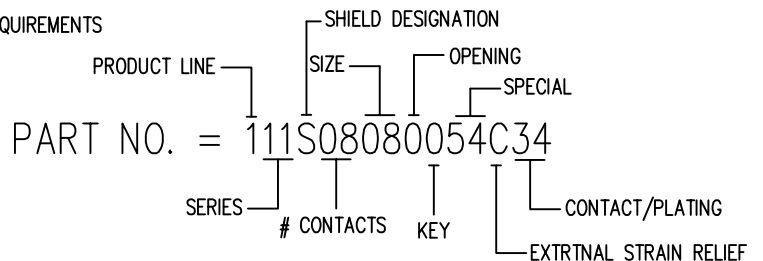 QUIREMENTS
SHIELD DESIGNATION
PRODUCT LINE
SIZE
OPENING
SPECIAL
PART NO. = 111S08080054C34
SERIES
# CONTACTS
KEY
CONTACT/PLATING
EXTRTNAL STRAIN RELIEF